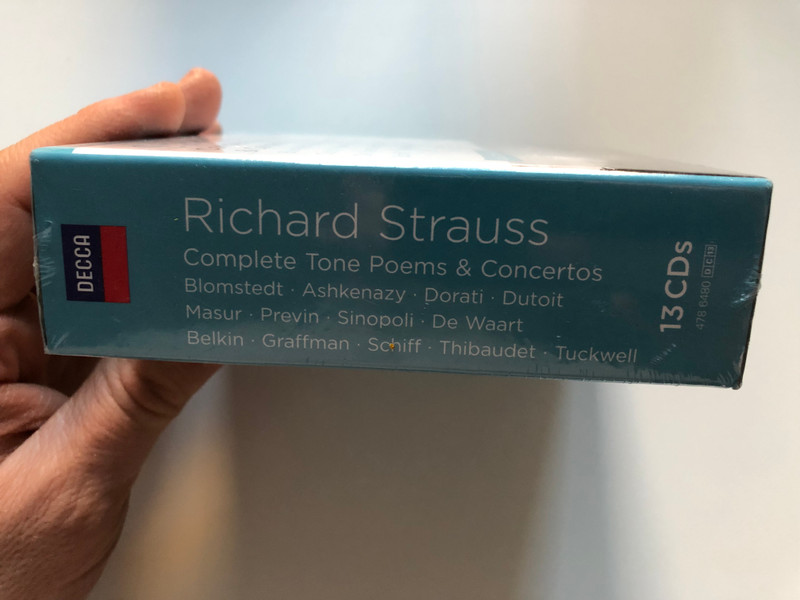 DECCA
Richard Strauss
Complete Tone Poems & Concertos
Blomstedt · Ashkenazy · Dorati · Dutoit
Masur · Previn · Sinopoli · De Waart
Belkin · Graffman · Schiff · Thibaudet · Tuckwell
13 CDs
478 6480